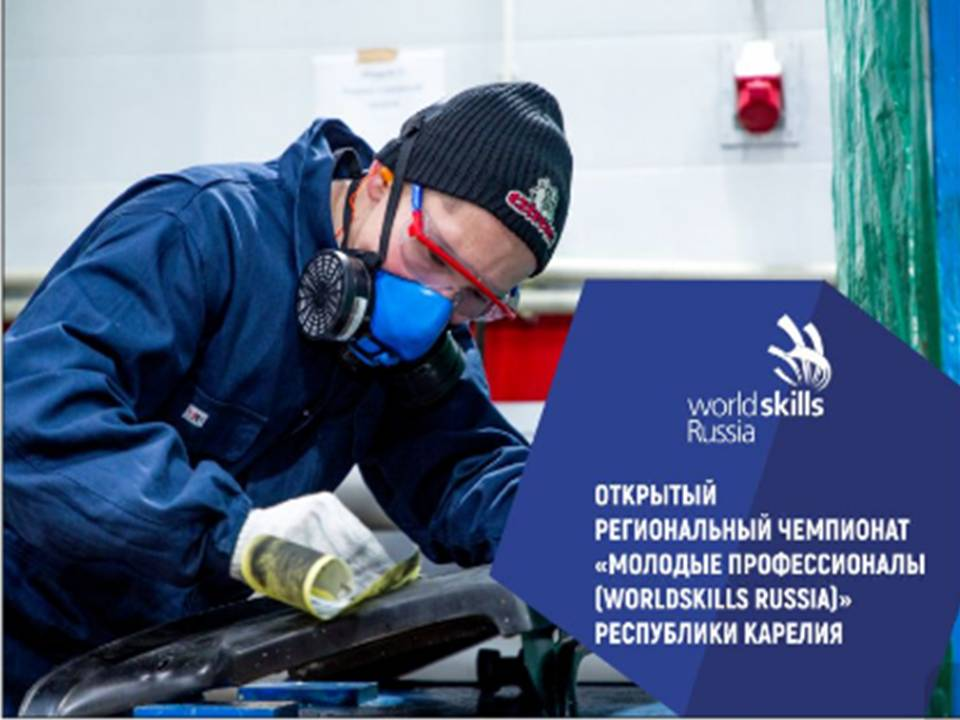 worldskills
Russia
ОТКРЫТЫЙ
РЕГИОНАЛЬНЫЙ ЧЕМПИОНАТ
«МОЛОДЫЕ ПРОФЕССИОНАЛЫ
(WORLDSKILLS RUSSIA)»
РЕСПУБЛИКИ КАРЕЛИЯ